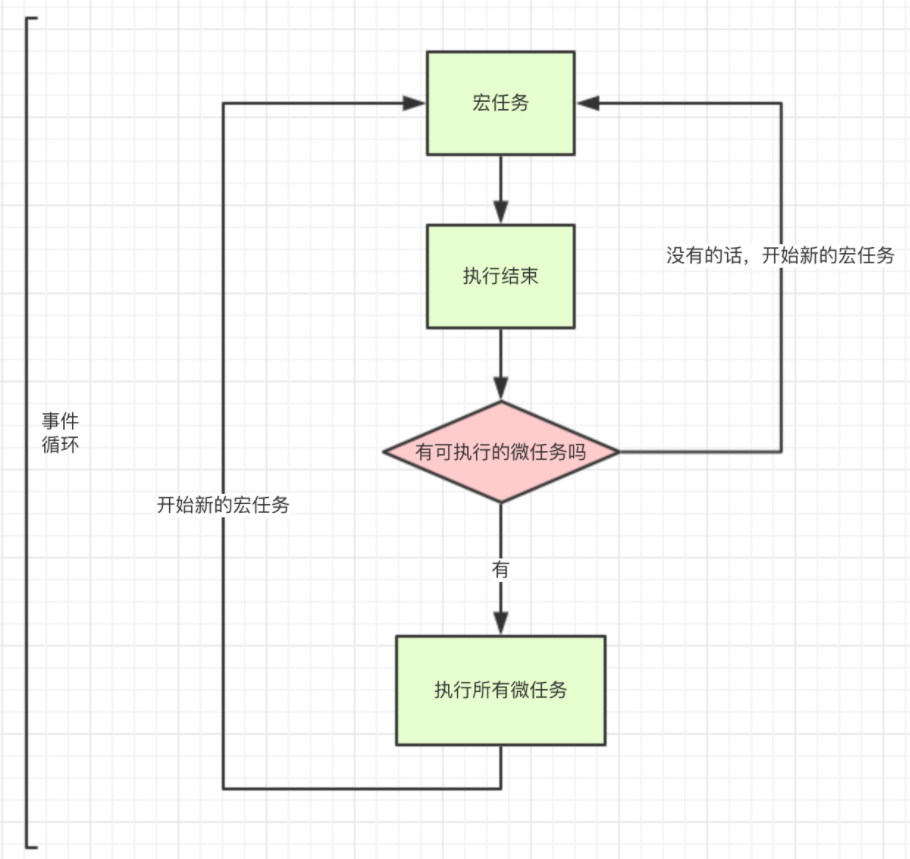 宏任务
执行结束
没有的话，开始新的宏任务
事件
循环
有可执行的微任务吗
开始新的宏任务
有
执行所有微任务